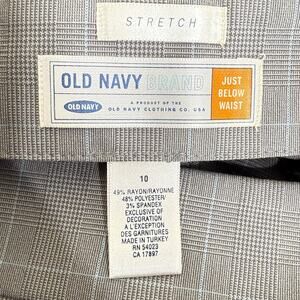 STRETCH
OLD NAVY BRAND
OLD NAVY
A PRODUCT OF THE
OLD NAVY CLOTHING CO. USA
JUST
BELOW
WAIST
10
49% RAYON/RAYONNE
48% POLYESTER/
3% SPANDEX
EXCLUSIVE OF
DECORATION
A L'EXCEPTION
DES GARNITURES
MADE IN TURKEY
RN 54023
CA 17897